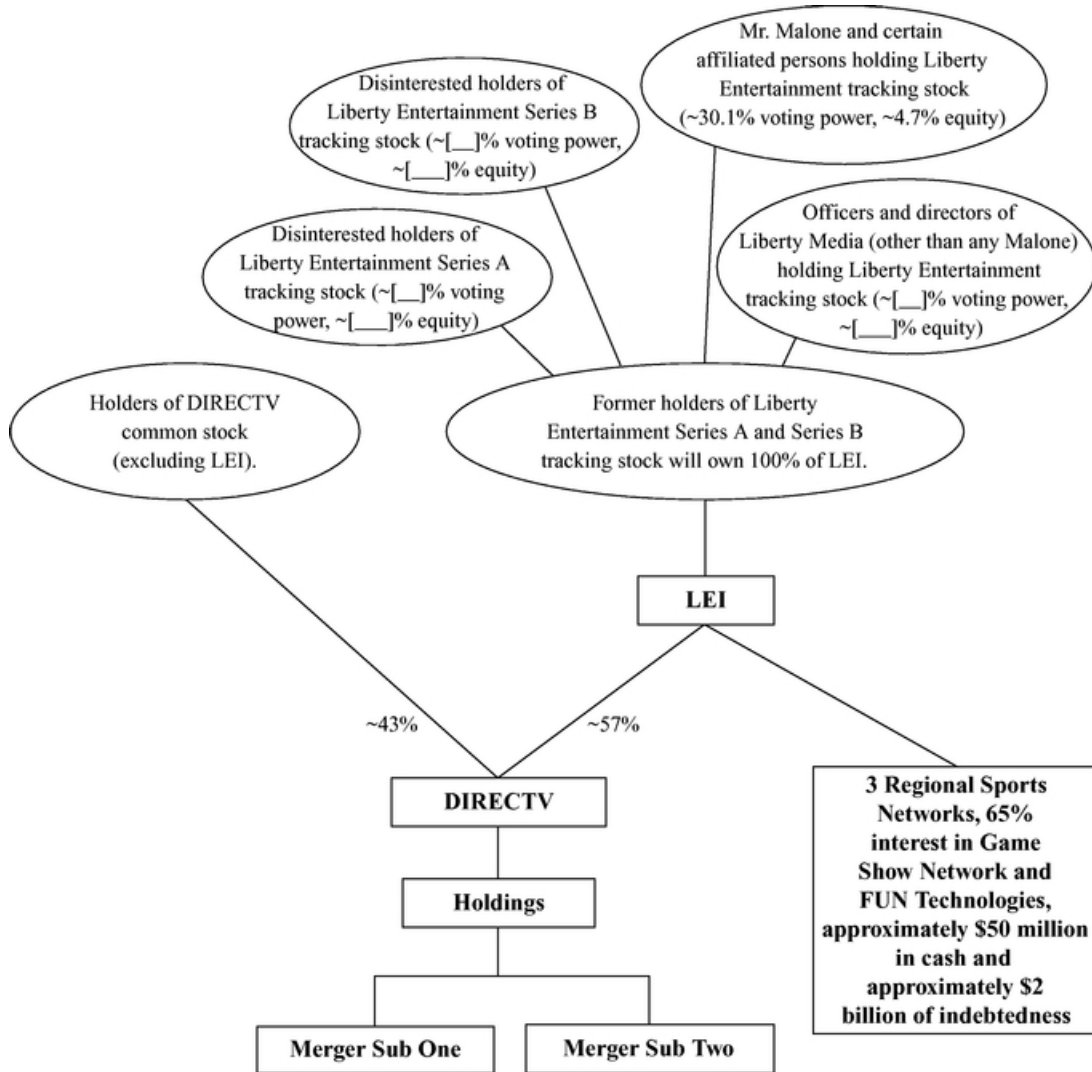 Mr. Malone and certain
affiliated persons holding Liberty
Entertainment tracking stock
(~30.1% voting power, ~4.7% equity)
Disinterested holders of
Liberty Entertainment Series B
tracking stock (~[__]% voting power,
~[___]% equity)
Officers and directors of
Liberty Media (other than any Malone)
holding Liberty Entertainment
tracking stock (~[__]% voting power,
~[___]% equity)
Disinterested holders of
Liberty Entertainment Series A
tracking stock (~[__]% voting
power, ~[___]% equity)
Holders of DIRECTV
common stock
(excluding LEI).
Former holders of Liberty
Entertainment Series A and Series B
tracking stock will own 100% of LEI.
LEI
~43%
~57%
DIRECTV
3 Regional Sports
Networks, 65%
interest in Game
Show Network and
FUN Technologies,
approximately $50 million
in cash and
approximately $2
billion of indebtedness
Holdings
Merger Sub One
Merger Sub Two